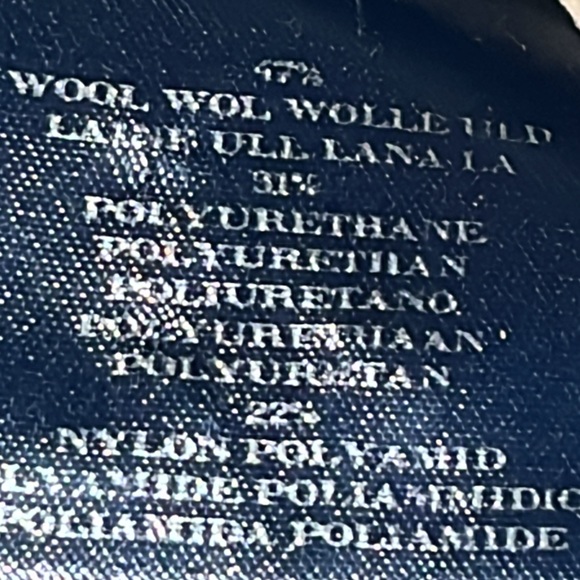 47%
WOOL WOL WOLLE ULD
LAINE ULL LANA LA
31%
POLYURETHANE
POLYURETHAN
POLIURETANO
POLYURETHAAN
POLYURETAN
22%
NYLON POLYAMID
LYAMIDE POLIAMMIDIC
POLIAMIDA POLIAMIDE